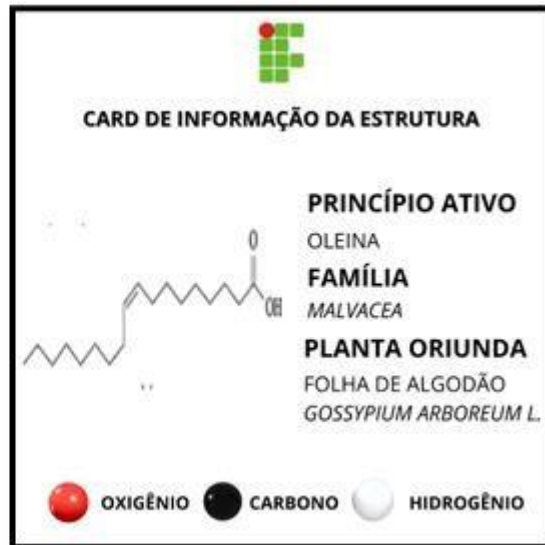 CARD DE INFORMAÇÃO DA ESTRUTURA
PRINCÍPIO ATIVO
OLEINA
FAMÍLIA
MALVACEA
PLANTA ORIUNDA
FOLHA DE ALGODÃO
GOSSYPIUM ARBOREUM L.
O
OH
OXIGÊNIO CARBONO HIDROGÊNIO